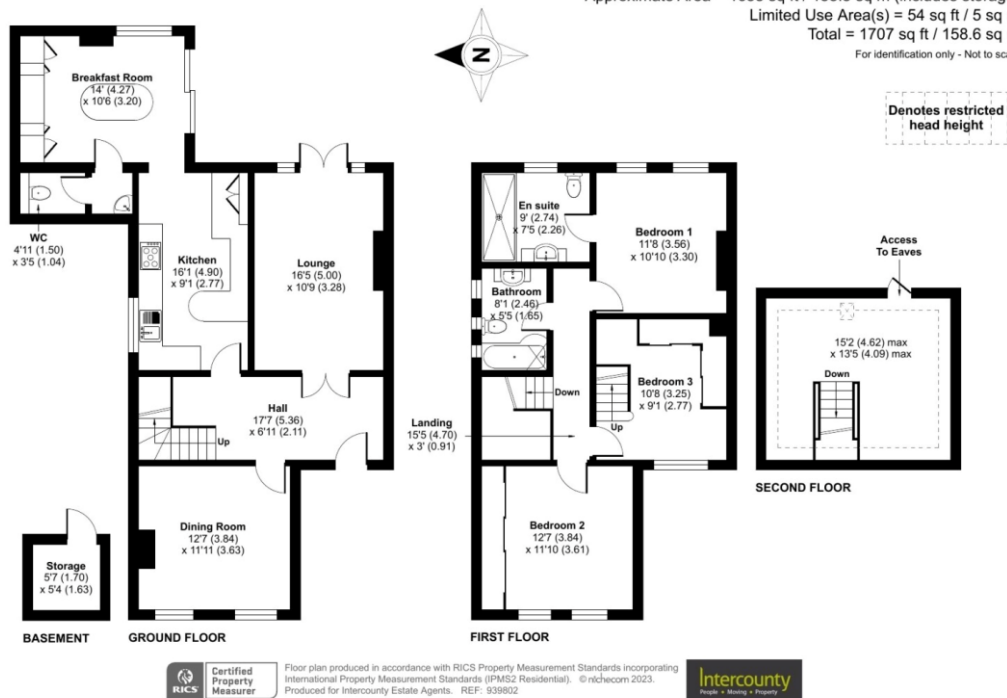 Limited Use Area(s) = 54 sq ft / 5 sq
Total = 1707 sq ft / 158.6 sq
For identification only - Not to sca
N
Denotes restricted
head height
Breakfast Room
14' (4.27)
x 10'6 (3.20)
WC
4'11 (1.50)
x 3'5 (1.04)
Kitchen
16'1 (4.90)
x 9'1 (2.77)
Lounge
16'5 (5.00)
x 10'9 (3.28)
Hall
17'7 (5.36)
x 6'11 (2.11)
Up
Dining Room
12'7 (3.84)
x 11'11 (3.63)
Storage
5'7 (1.70)
x 5'4 (1.63)
BASEMENT
GROUND FLOOR
En suite
9' (2.74)
x 7'5 (2.26)
Bedroom 1
11'8 (3.56)
x 10'10 (3.30)
Bathroom
8'1 (2.46)
x 5'5 (1.65)
Bedroom 3
10'8 (3.25)
x 9'1 (2.77)
Down
Up
Landing
15'5 (4.70)
x 3' (0.91)
Bedroom 2
12'7 (3.84)
x 11'10 (3.61)
FIRST FLOOR
Access
To Eaves
15'2 (4.62) max
x 13'5 (4.09) max
Down
SECOND FLOOR
RICS
Certified
Property
Measurer
Floor plan produced in accordance with RICS Property Measurement Standards incorporating
International Property Measurement Standards (IPMS2 Residential). © nichecom 2023.
Produced for Intercounty Estate Agents. REF: 939802
Intercounty
People • Moving • Property